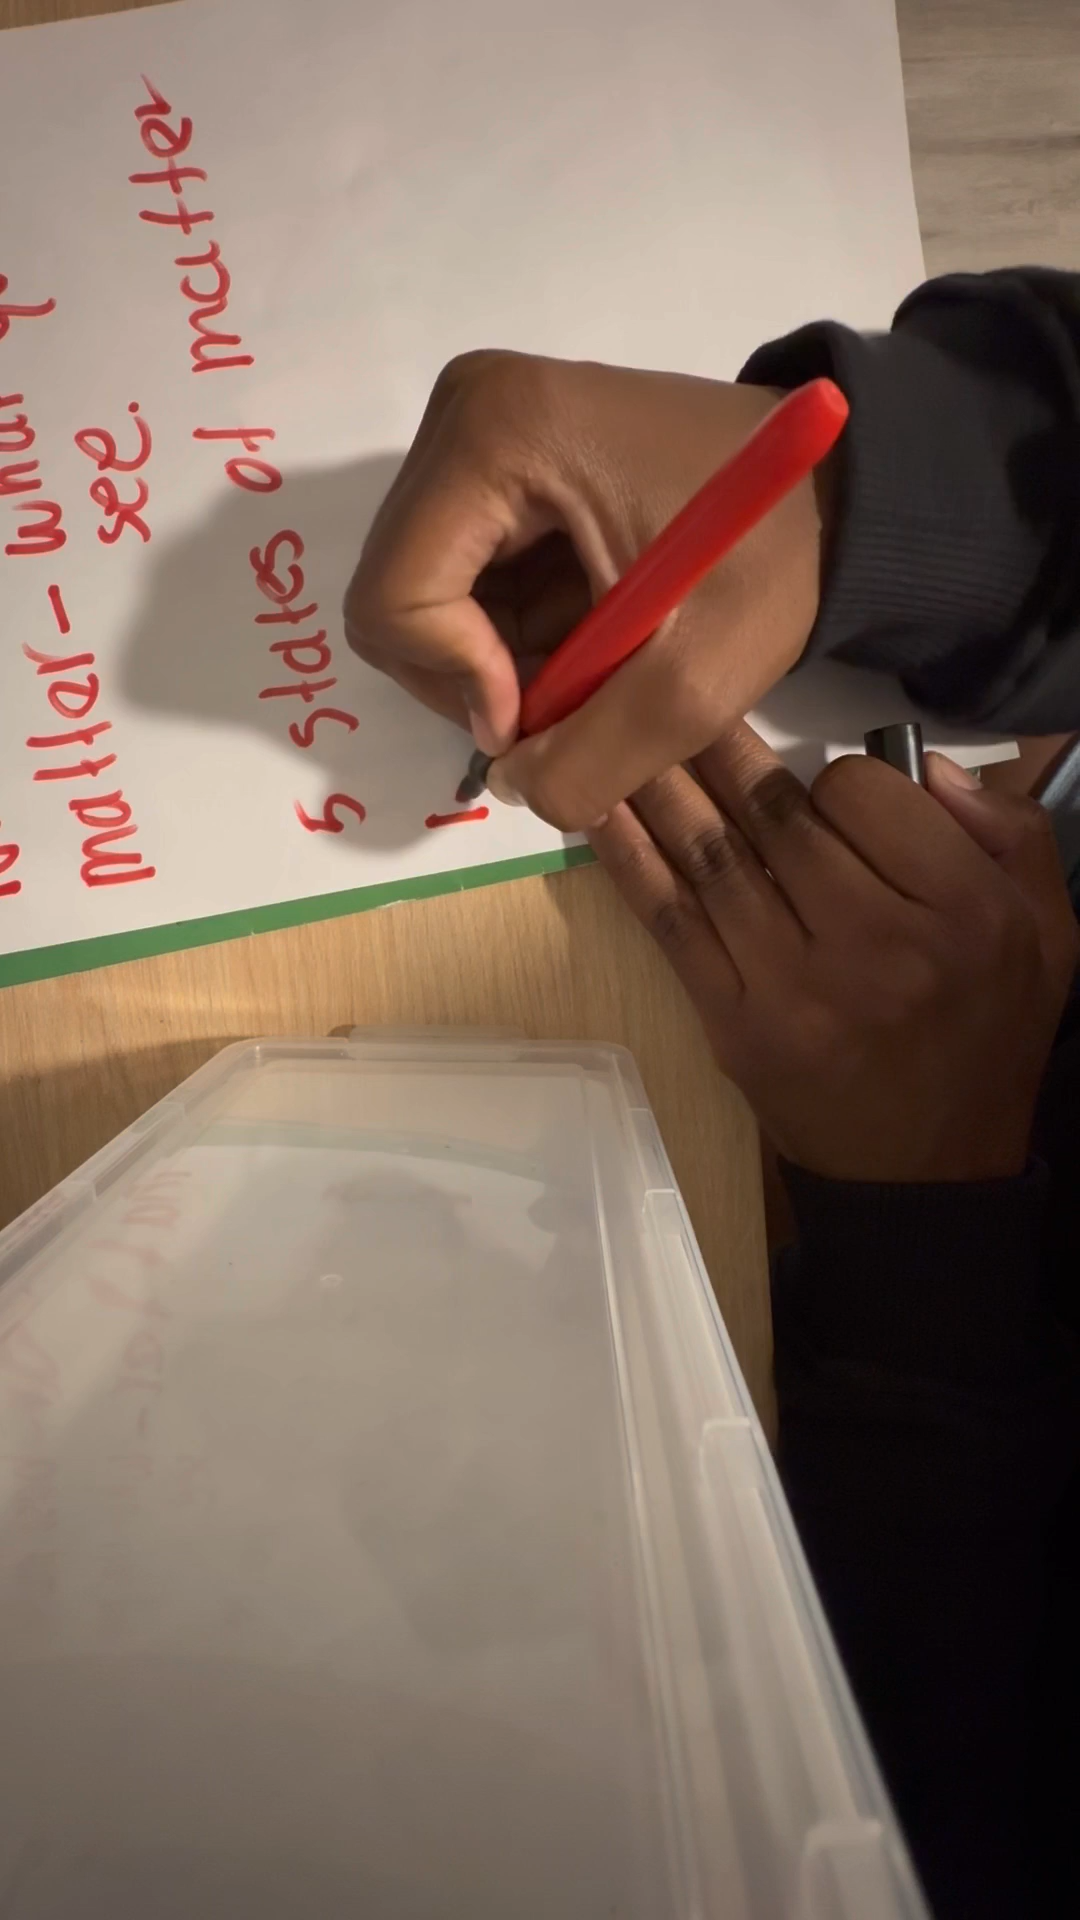 matter - what
see.
5 states of matter
1